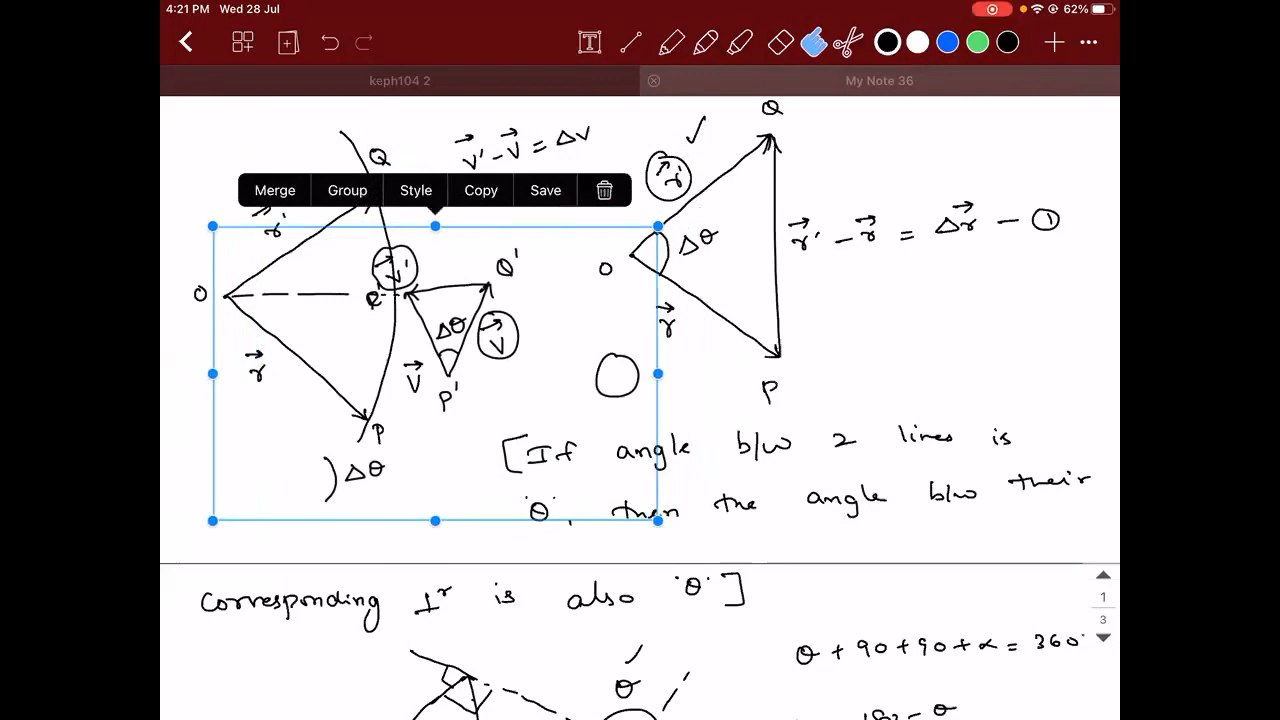 4:21 PM Wed 28 Jul
62%
keph104 2
My Note 36
Merge Group Style Copy Save
Q
V' - V = ΔV
r'
O
r
P
) Δθ
R'
V'
Q'
Δθ
V
V
P'
Q
r'
O
Δθ
r
P
r' - r = Δr - ①
[If angle b/w 2 lines is
'θ', then the angle b/w their
corresponding ⊥r is also 'θ']
θ + 90 + 90 + α = 360°
θ
1
3